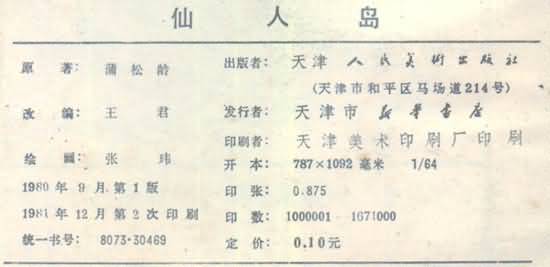 仙人岛
原著：蒲松龄
改编：王君
绘画：张玮
1980年9月第1版
1981年12月第2次印刷
统一书号：8073·30469
出版者：天津人民美術出版社
(天津市和平区马场道214号)
发行者：天津市新华书店
印刷者：天津美术印刷厂印刷
开本：787×1092毫米 1/64
印张：0.875
印数：1000001-1671000
定价：0.10元